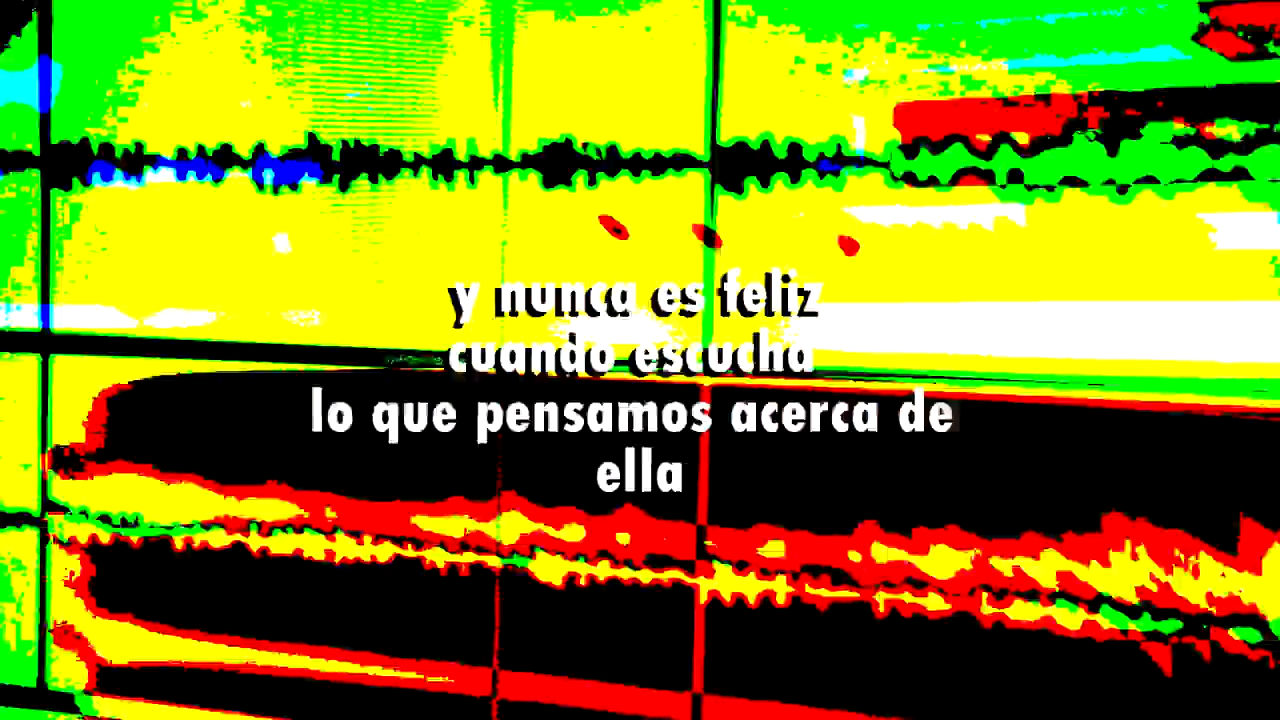 y nunca es feliz
cuando escucha
lo que pensamos acerca de
ella